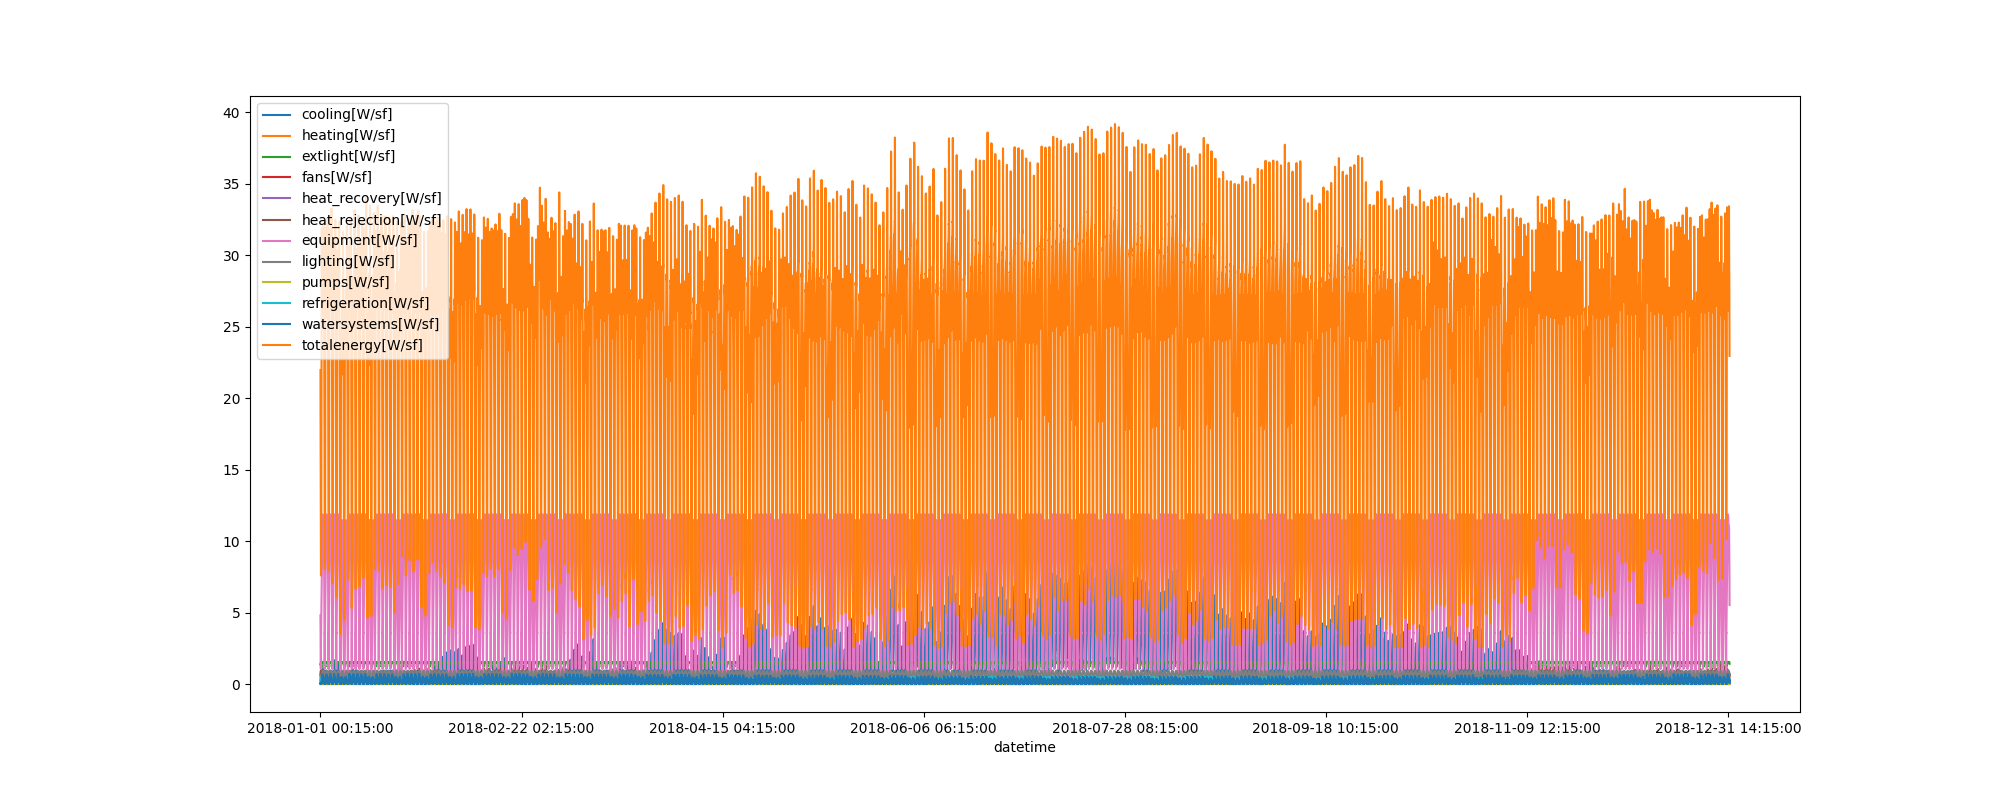 40
35
30
25
20
15
10
5
0
cooling[W/sf]
heating[W/sf]
extlight[W/sf]
fans[W/sf]
heat_recovery[W/sf]
heat_rejection[W/sf]
equipment[W/sf]
lighting[W/sf]
pumps[W/sf]
refrigeration[W/sf]
watersystems[W/sf]
totalenergy[W/sf]
2018-01-01 00:15:00 2018-02-22 02:15:00 2018-04-15 04:15:00 2018-06-06 06:15:00 2018-07-28 08:15:00 2018-09-18 10:15:00 2018-11-09 12:15:00 2018-12-31 14:15:00
datetime